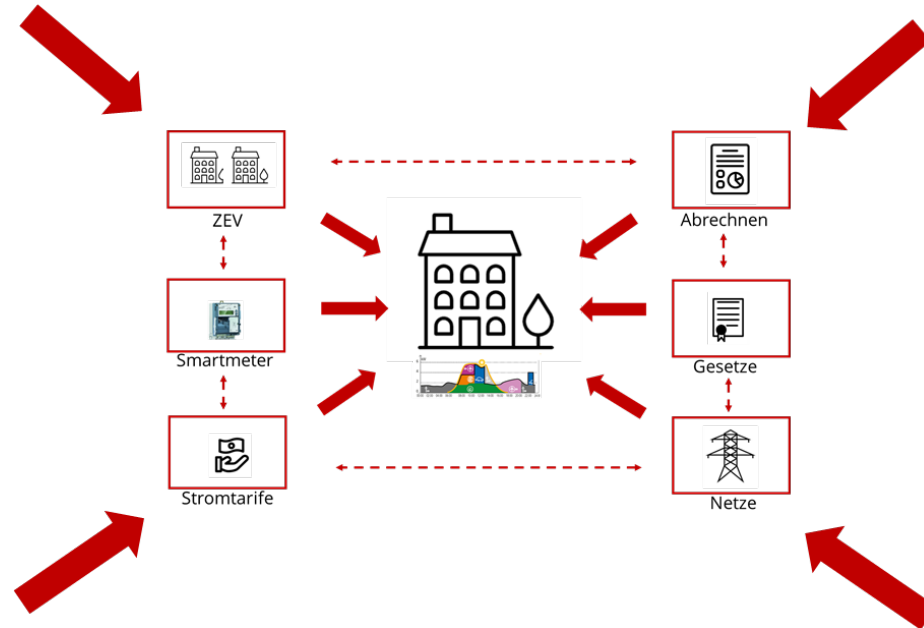 ZEV
Abrechnen
Smartmeter
Gesetze
Stromtarife
Netze